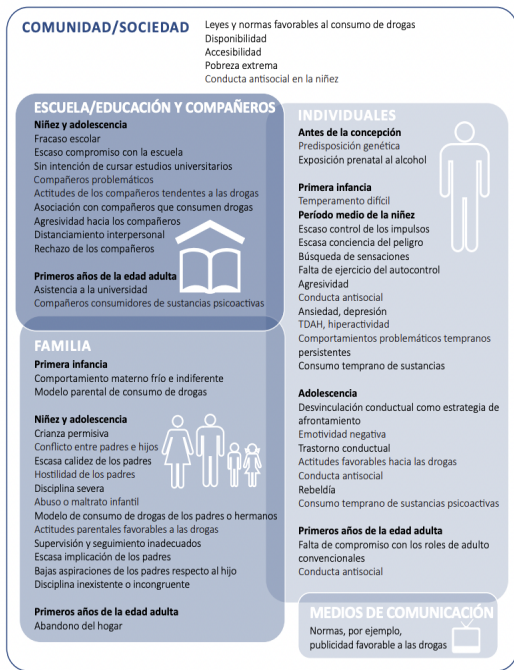 COMUNIDAD/SOCIEDAD
Leyes y normas favorables al consumo de drogas
Disponibilidad
Accesibilidad
Pobreza extrema
Conducta antisocial en la niñez
ESCUELA/EDUCACIÓN Y COMPAÑEROS
Niñez y adolescencia
Fracaso escolar
Escaso compromiso con la escuela
Sin intención de cursar estudios universitarios
Compañeros problemáticos
Actitudes de los compañeros tendentes a las drogas
Asociación con compañeros que consumen drogas
Agresividad hacia los compañeros
Distanciamiento interpersonal
Rechazo de los compañeros
Primeros años de la edad adulta
Asistencia a la universidad
Compañeros consumidores de sustancias psicoactivas
FAMILIA
Primera infancia
Comportamiento materno frío e indiferente
Modelo parental de consumo de drogas
Niñez y adolescencia
Crianza permisiva
Conflicto entre padres e hijos
Escasa calidez de los padres
Hostilidad de los padres
Disciplina severa
Abuso o maltrato infantil
Modelo de consumo de drogas de los padres o hermanos
Actitudes parentales favorables a las drogas
Supervisión y seguimiento inadecuados
Escasa implicación de los padres
Bajas aspiraciones de los padres respecto al hijo
Disciplina inexistente o incongruente
Primeros años de la edad adulta
Abandono del hogar
INDIVIDUALES
Antes de la concepción
Predisposición genética
Exposición prenatal al alcohol
Primera infancia
Temperamento difícil
Período medio de la niñez
Escaso control de los impulsos
Escasa conciencia del peligro
Búsqueda de sensaciones
Falta de ejercicio del autocontrol
Agresividad
Conducta antisocial
Ansiedad, depresión
TDAH, hiperactividad
Comportamientos problemáticos tempranos
persistentes
Consumo temprano de sustancias
Adolescencia
Desvinculación conductual como estrategia de
afrontamiento
Emotividad negativa
Trastorno conductual
Actitudes favorables hacia las drogas
Conducta antisocial
Rebeldía
Consumo temprano de sustancias psicoactivas
Primeros años de la edad adulta
Falta de compromiso con los roles de adulto
convencionales
Conducta antisocial
MEDIOS DE COMUNICACIÓN
Normas, por ejemplo,
publicidad favorable a las drogas